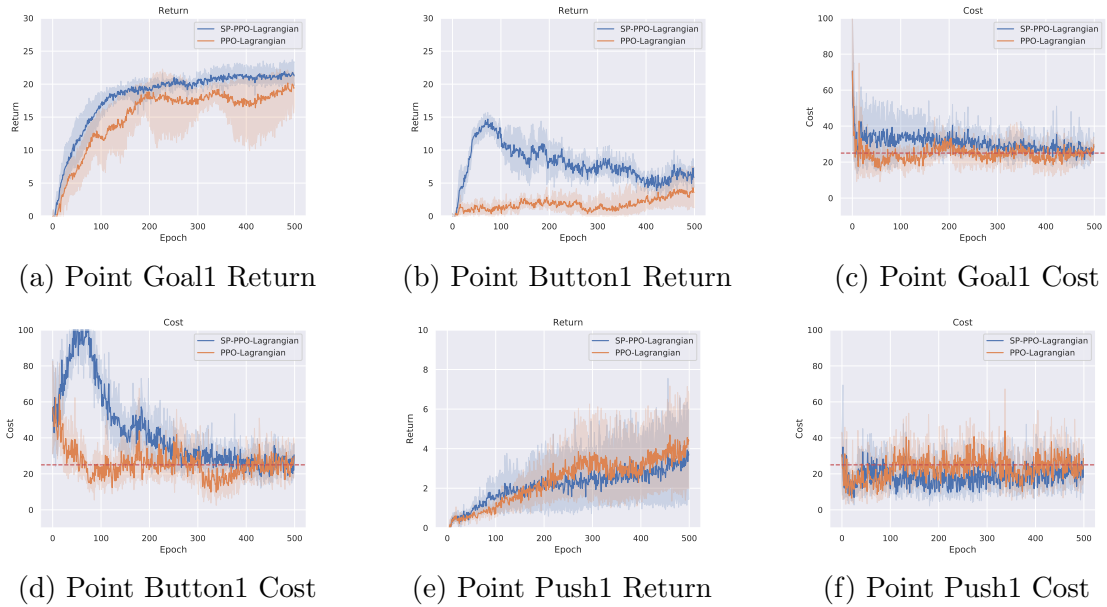 Return
30
25
20
15
10
5
0
Return
SP-PPO-Lagrangian
PPO-Lagrangian
0 100 200 300 400 500
Epoch
(a) Point Goal1 Return
Return
30
25
20
15
10
5
0
Return
SP-PPO-Lagrangian
PPO-Lagrangian
0 100 200 300 400 500
Epoch
(b) Point Button1 Return
Cost
100
80
60
40
20
0
Cost
SP-PPO-Lagrangian
PPO-Lagrangian
0 100 200 300 400 500
Epoch
(c) Point Goal1 Cost
Cost
100
80
60
40
20
0
Cost
SP-PPO-Lagrangian
PPO-Lagrangian
0 100 200 300 400 500
Epoch
(d) Point Button1 Cost
Return
10
8
6
4
2
0
Return
SP-PPO-Lagrangian
PPO-Lagrangian
0 100 200 300 400 500
Epoch
(e) Point Push1 Return
Cost
100
80
60
40
20
0
Cost
SP-PPO-Lagrangian
PPO-Lagrangian
0 100 200 300 400 500
Epoch
(f) Point Push1 Cost